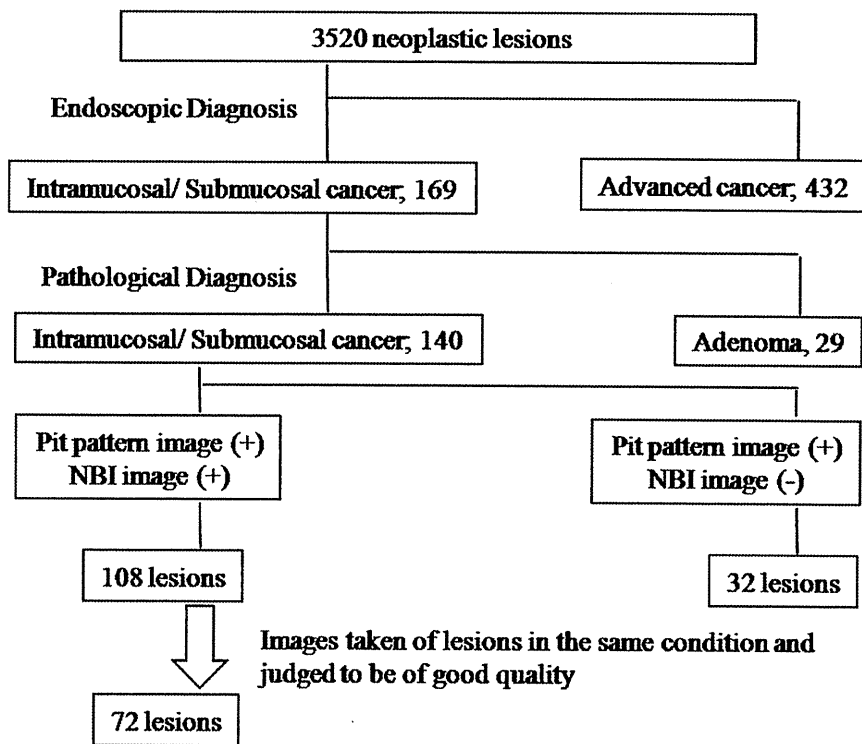 3520 neoplastic lesions
Endoscopic Diagnosis
Intramucosal/ Submucosal cancer, 169
Advanced cancer, 432
Pathological Diagnosis
Intramucosal/ Submucosal cancer, 140
Adenoma, 29
Pit pattern image (+)
NBI image (+)
Pit pattern image (+)
NBI image (-)
108 lesions
32 lesions
Images taken of lesions in the same condition and
judged to be of good quality
72 lesions